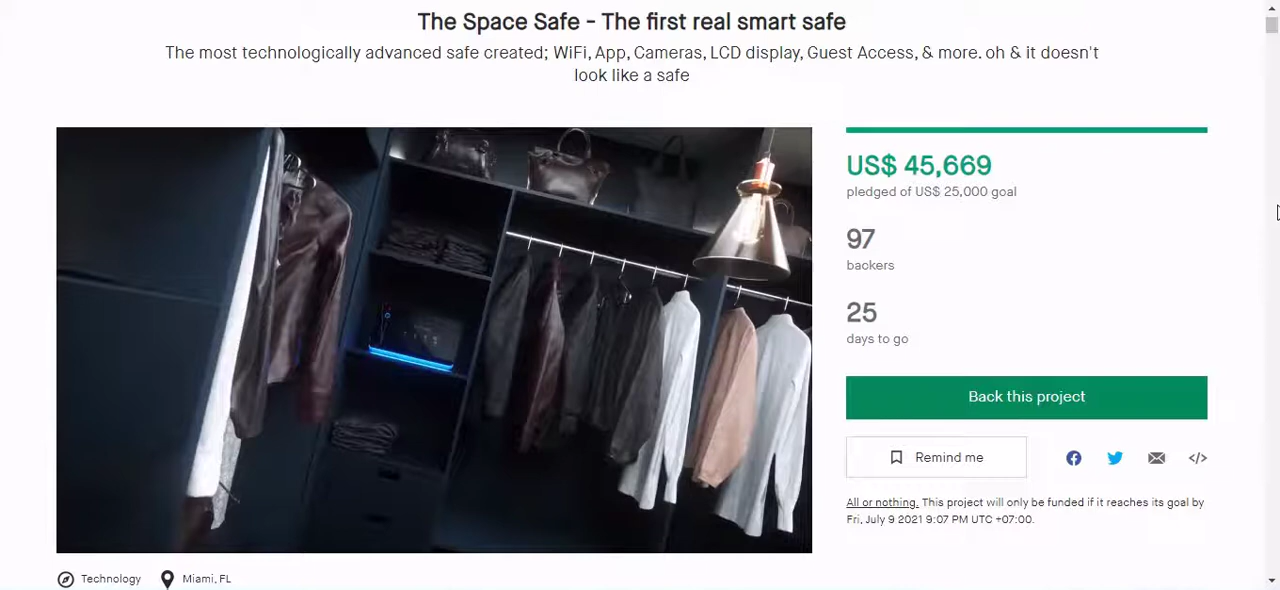 The Space Safe - The first real smart safe
The most technologically advanced safe created; WiFi, App, Cameras, LCD display, Guest Access, & more. oh & it doesn't
look like a safe
US$ 45,669
pledged of US$ 25,000 goal
97
backers
25
days to go
Back this project
Remind me
</>
All or nothing. This project will only be funded if it reaches its goal by
Fri, July 9 2021 9:07 PM UTC +07:00.
Technology Miami, FL